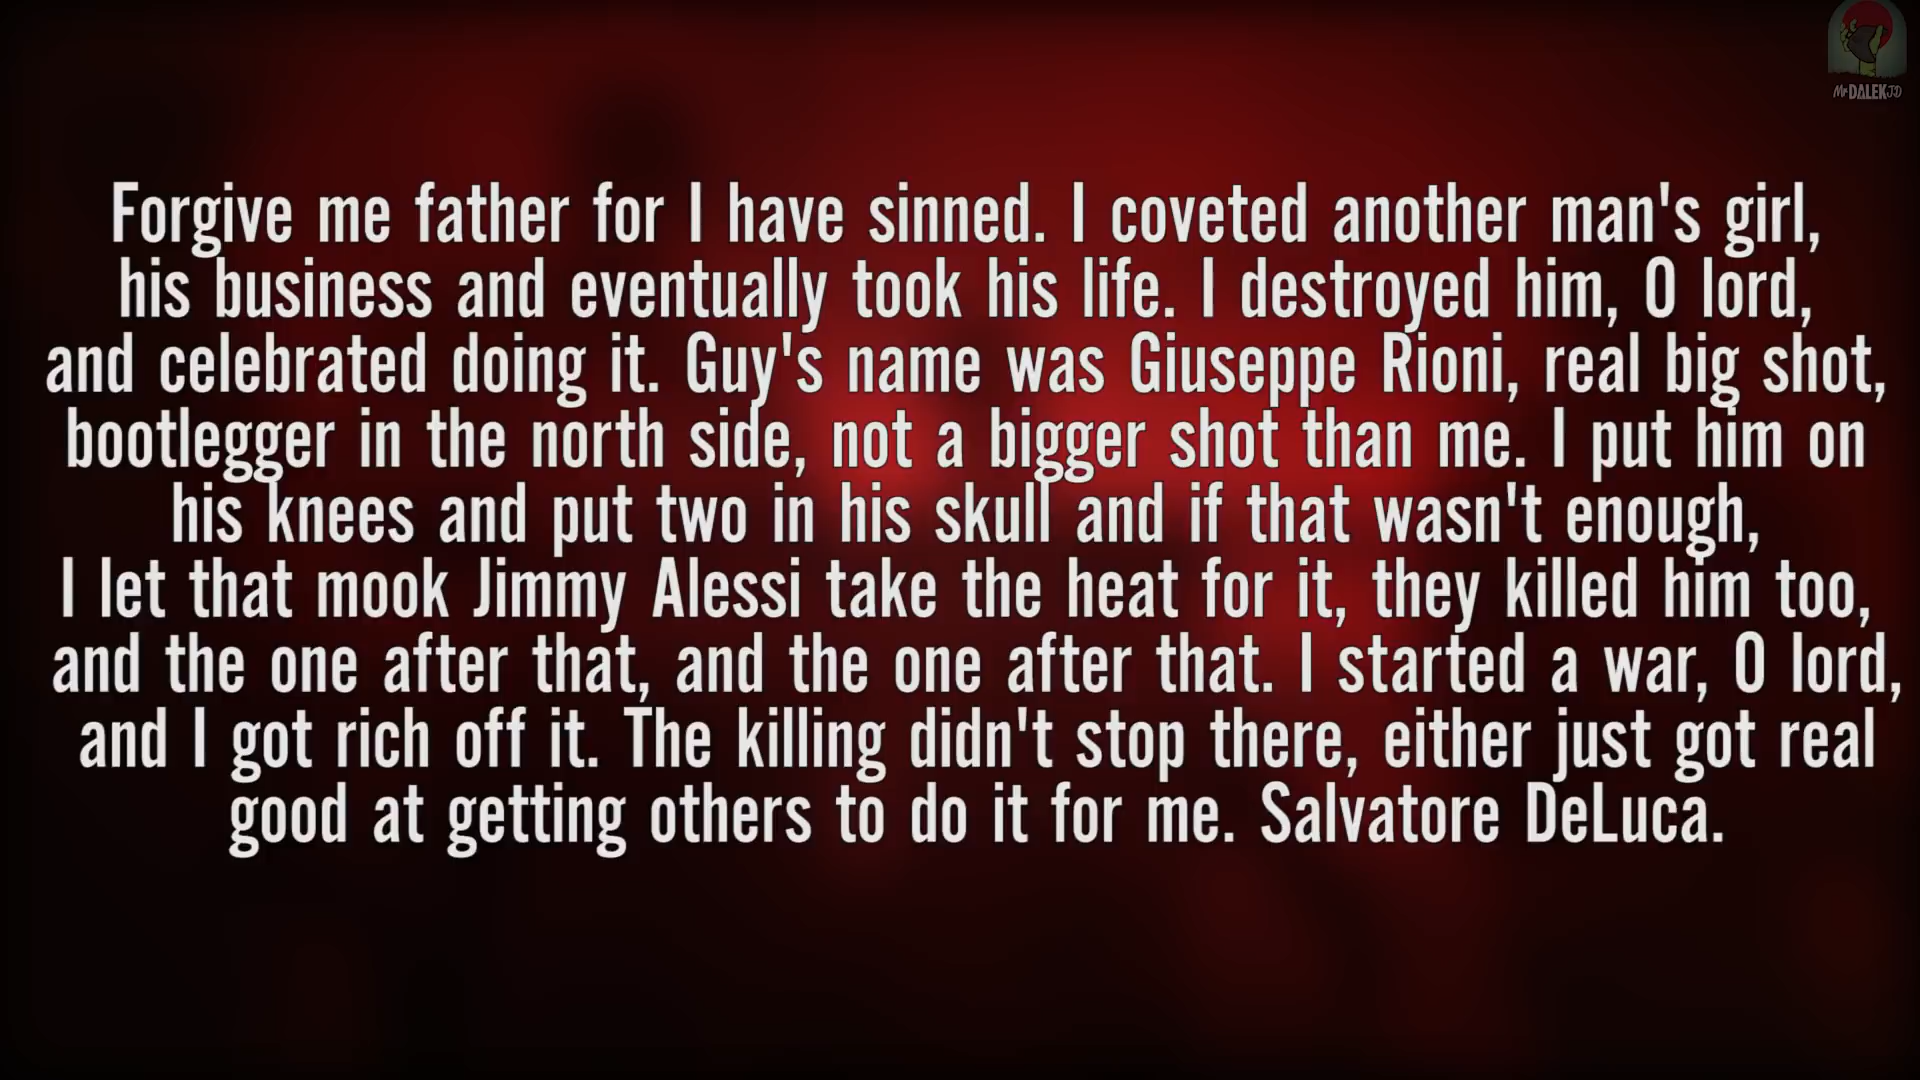 Mr DALEKJD
Forgive me father for I have sinned. I coveted another man's girl,
his business and eventually took his life. I destroyed him, O lord,
and celebrated doing it. Guy's name was Giuseppe Rioni, real big shot,
bootlegger in the north side, not a bigger shot than me. I put him on
his knees and put two in his skull and if that wasn't enough,
I let that mook Jimmy Alessi take the heat for it, they killed him too,
and the one after that, and the one after that. I started a war, O lord,
and I got rich off it. The killing didn't stop there, either just got real
good at getting others to do it for me. Salvatore DeLuca.